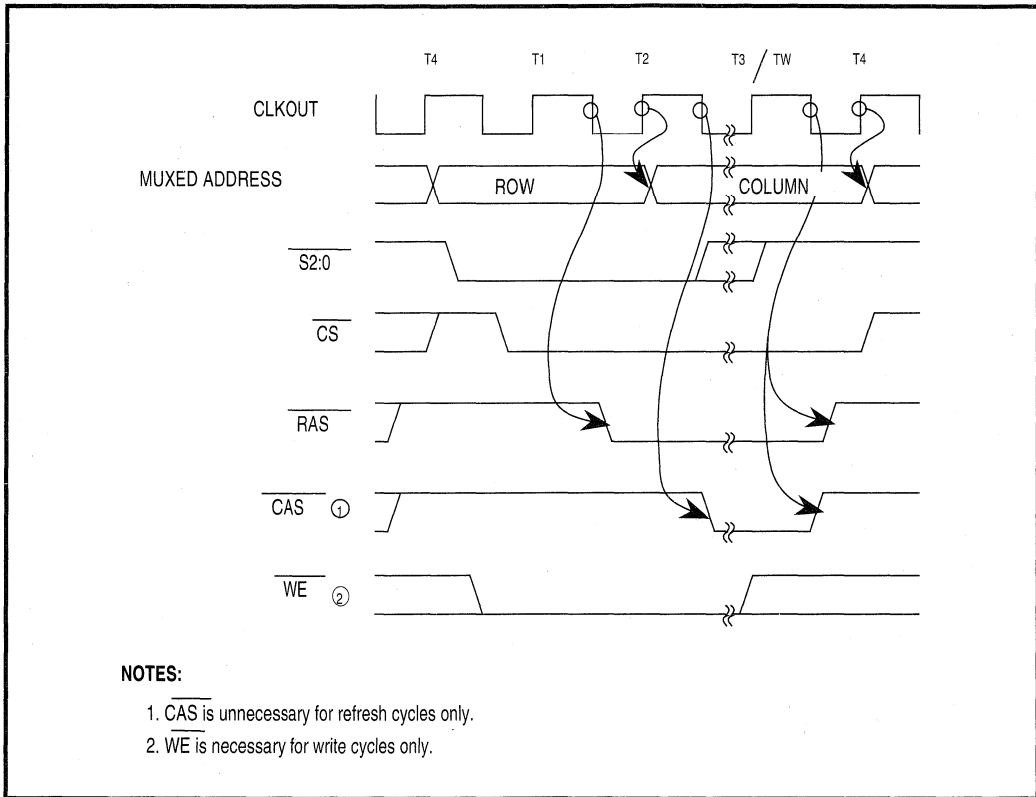 T4 T1 T2 T3 / TW T4
CLKOUT
MUXED ADDRESS ROW COLUMN
S2:0
CS
RAS
CAS 1
WE 2
NOTES:
1. CAS is unnecessary for refresh cycles only.
2. WE is necessary for write cycles only.